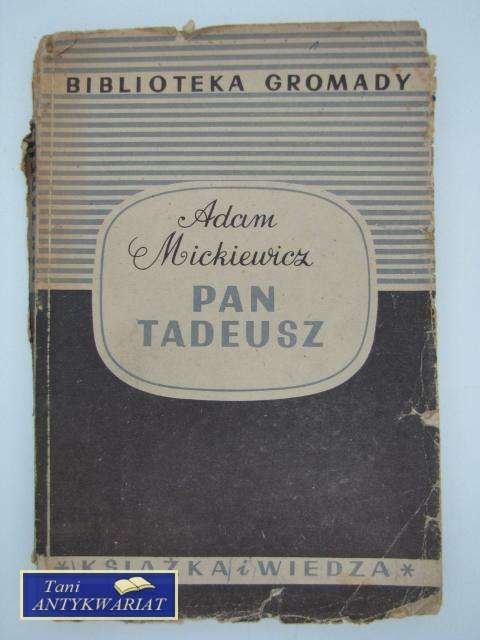 BIBLIOTEKA GROMADY
Adam
Mickiewicz
PAN
TADEUSZ
* KSIĄŻKA i WIEDZA *
Tani
ANTYKWARIAT